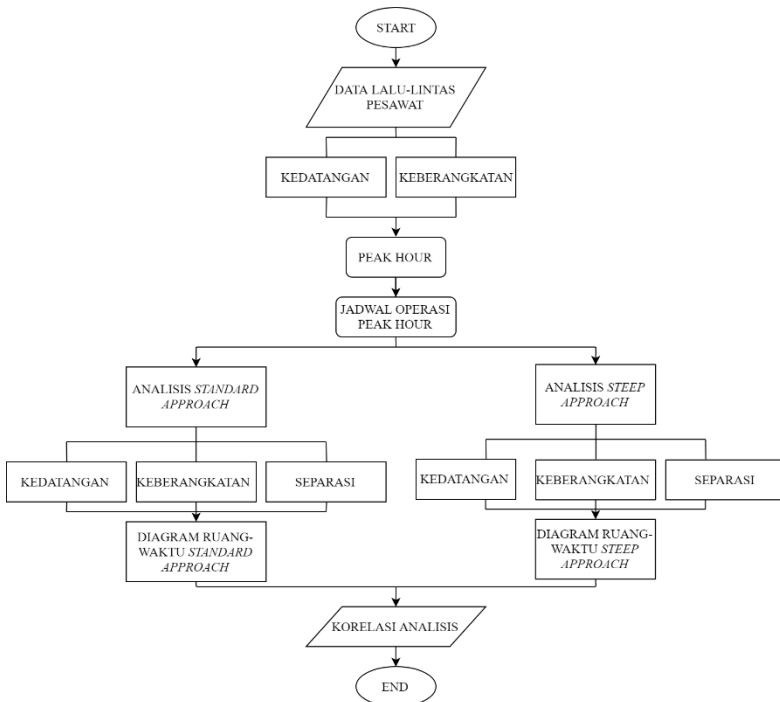 START
DATA LALU-LINTAS
PESAWAT
KEDATANGAN
KEBERANGKATAN
PEAK HOUR
JADWAL OPERASI
PEAK HOUR
ANALISIS STANDARD
APPROACH
ANALISIS STEEP
APPROACH
KEDATANGAN
KEBERANGKATAN
SEPARASI
KEDATANGAN
KEBERANGKATAN
SEPARASI
DIAGRAM RUANG-
WAKTU STANDARD
APPROACH
DIAGRAM RUANG-
WAKTU STEEP
APPROACH
KORELASI ANALISIS
END